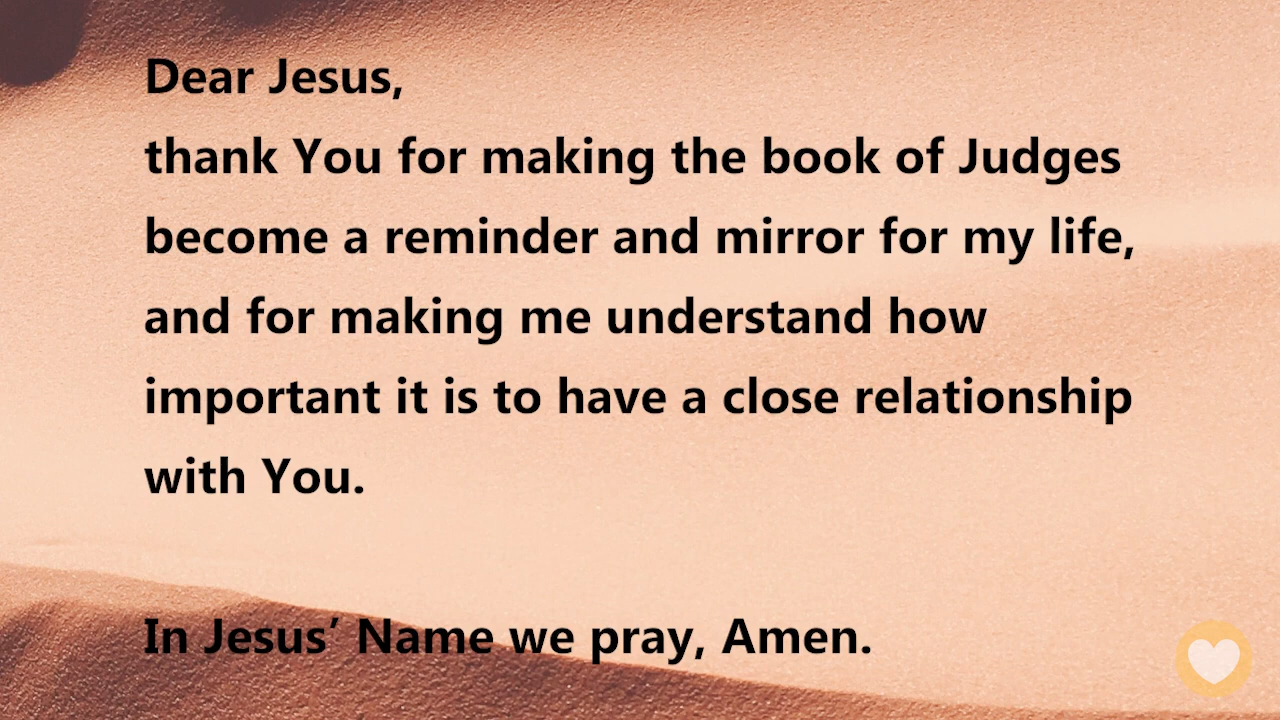 Dear Jesus,
thank You for making the book of Judges
become a reminder and mirror for my life,
and for making me understand how
important it is to have a close relationship
with You.
In Jesus’ Name we pray, Amen.